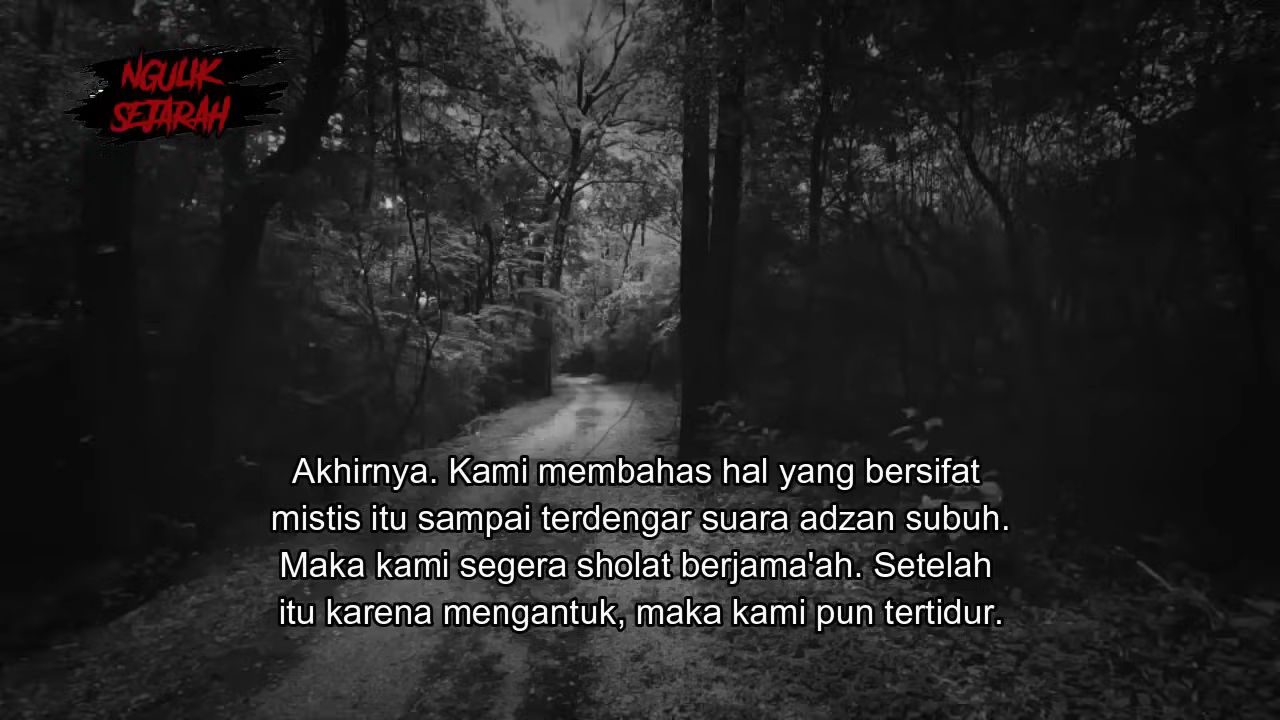 NGULIK
SEJARAH
Akhirnya. Kami membahas hal yang bersifat
mistis itu sampai terdengar suara adzan subuh.
Maka kami segera sholat berjama'ah. Setelah
itu karena mengantuk, maka kami pun tertidur.